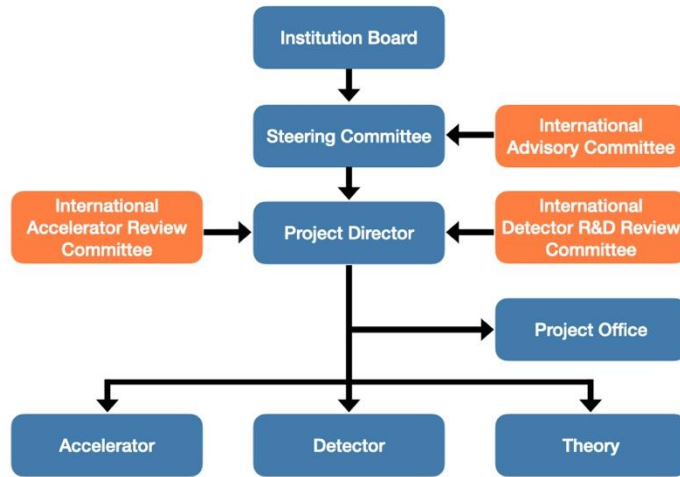 Institution Board
Steering Committee
International
Advisory Committee
International
Accelerator Review
Committee
Project Director
International
Detector R&D Review
Committee
Project Office
Accelerator
Detector
Theory